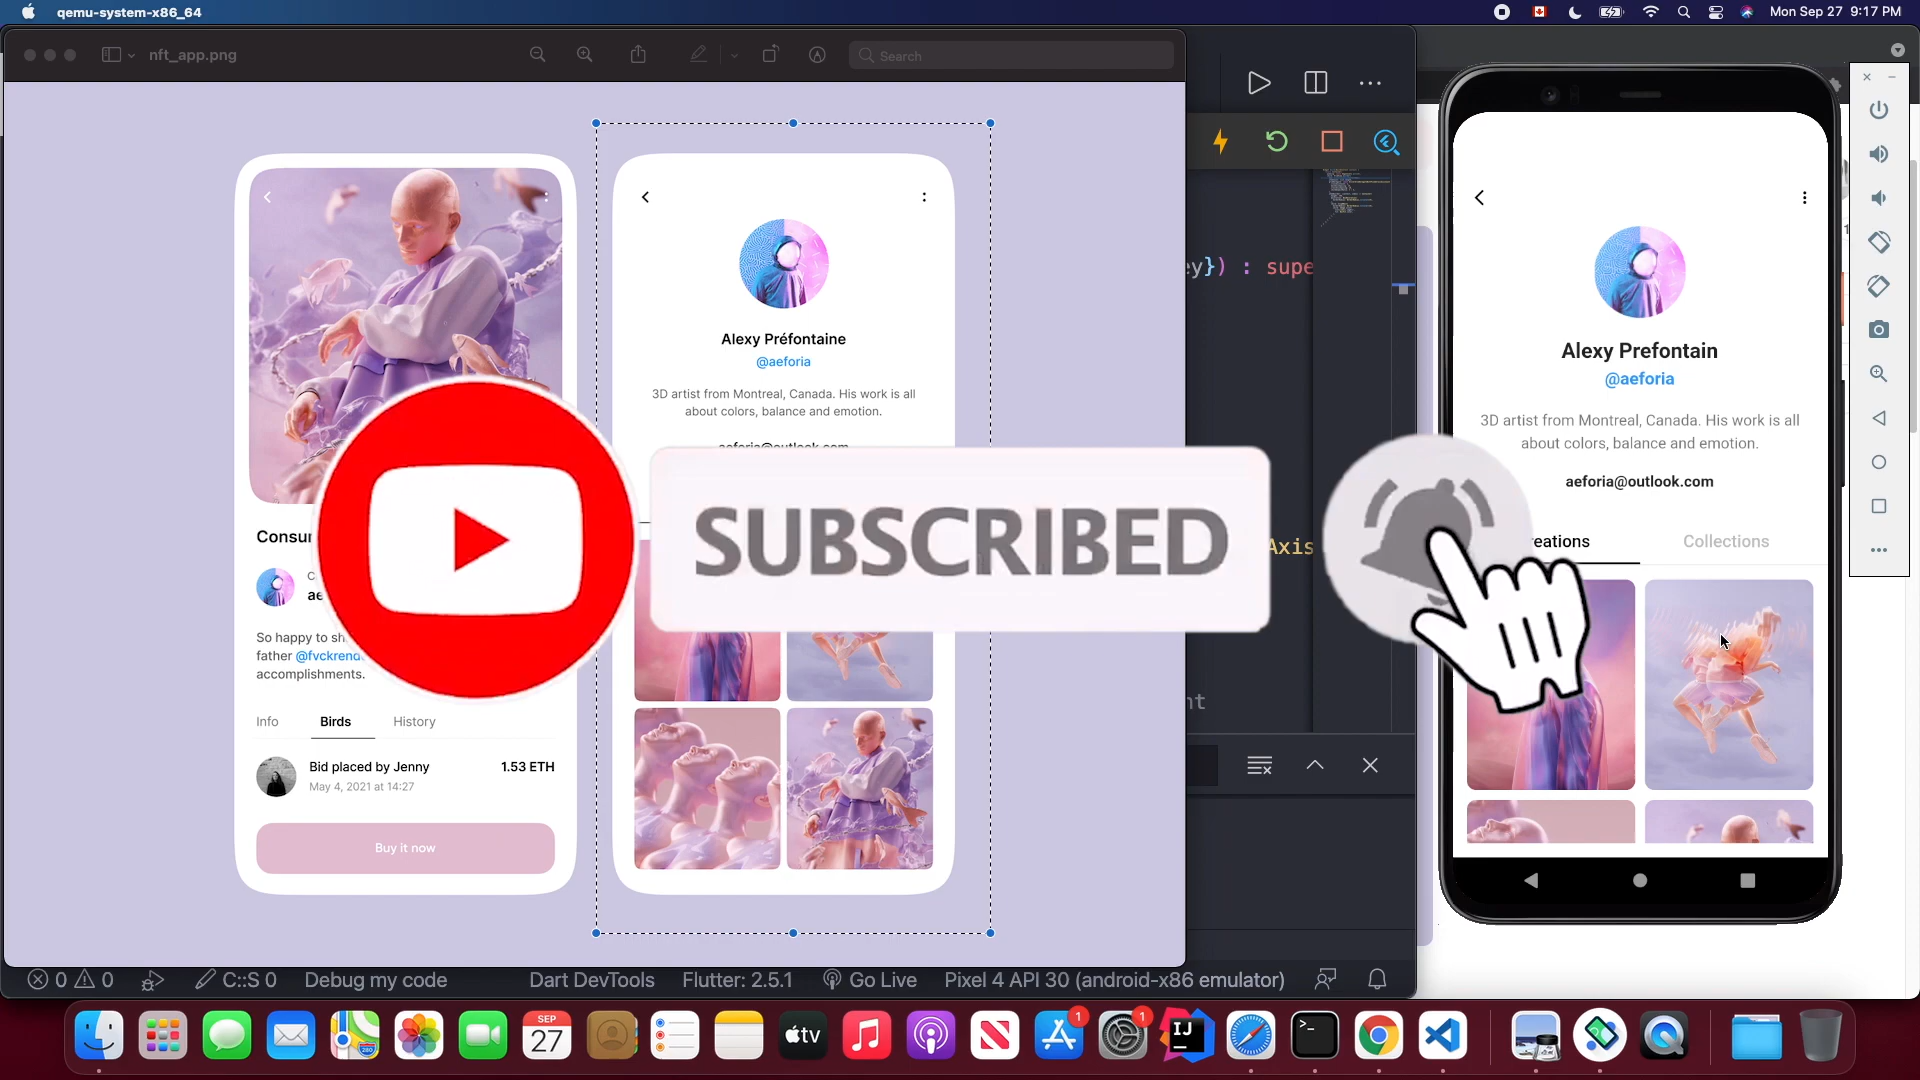 qemu-system-x86_64
Mon Sep 27 9:17 PM
nft_app.png
Search
Alexy Préfontaine
@aeforia
3D artist from Montreal, Canada. His work is all
about colors, balance and emotion.
aeforia@outlook.com
Consu
C
ae
So happy to sh
father @fvckrend
accomplishments.
Info
Birds
History
Bid placed by Jenny
1.53 ETH
May 4, 2021 at 14:27
Buy it now
SUBSCRIBED
ey}) : supe
Axis
nt
Alexy Prefontain
@aeforia
3D artist from Montreal, Canada. His work is all
about colors, balance and emotion.
aeforia@outlook.com
eations
Collections
0
0
C::S 0
Debug my code
Dart DevTools
Flutter: 2.5.1
Go Live
Pixel 4 API 30 (android-x86 emulator)
SEP
27
tv
1
1
IJ
>_